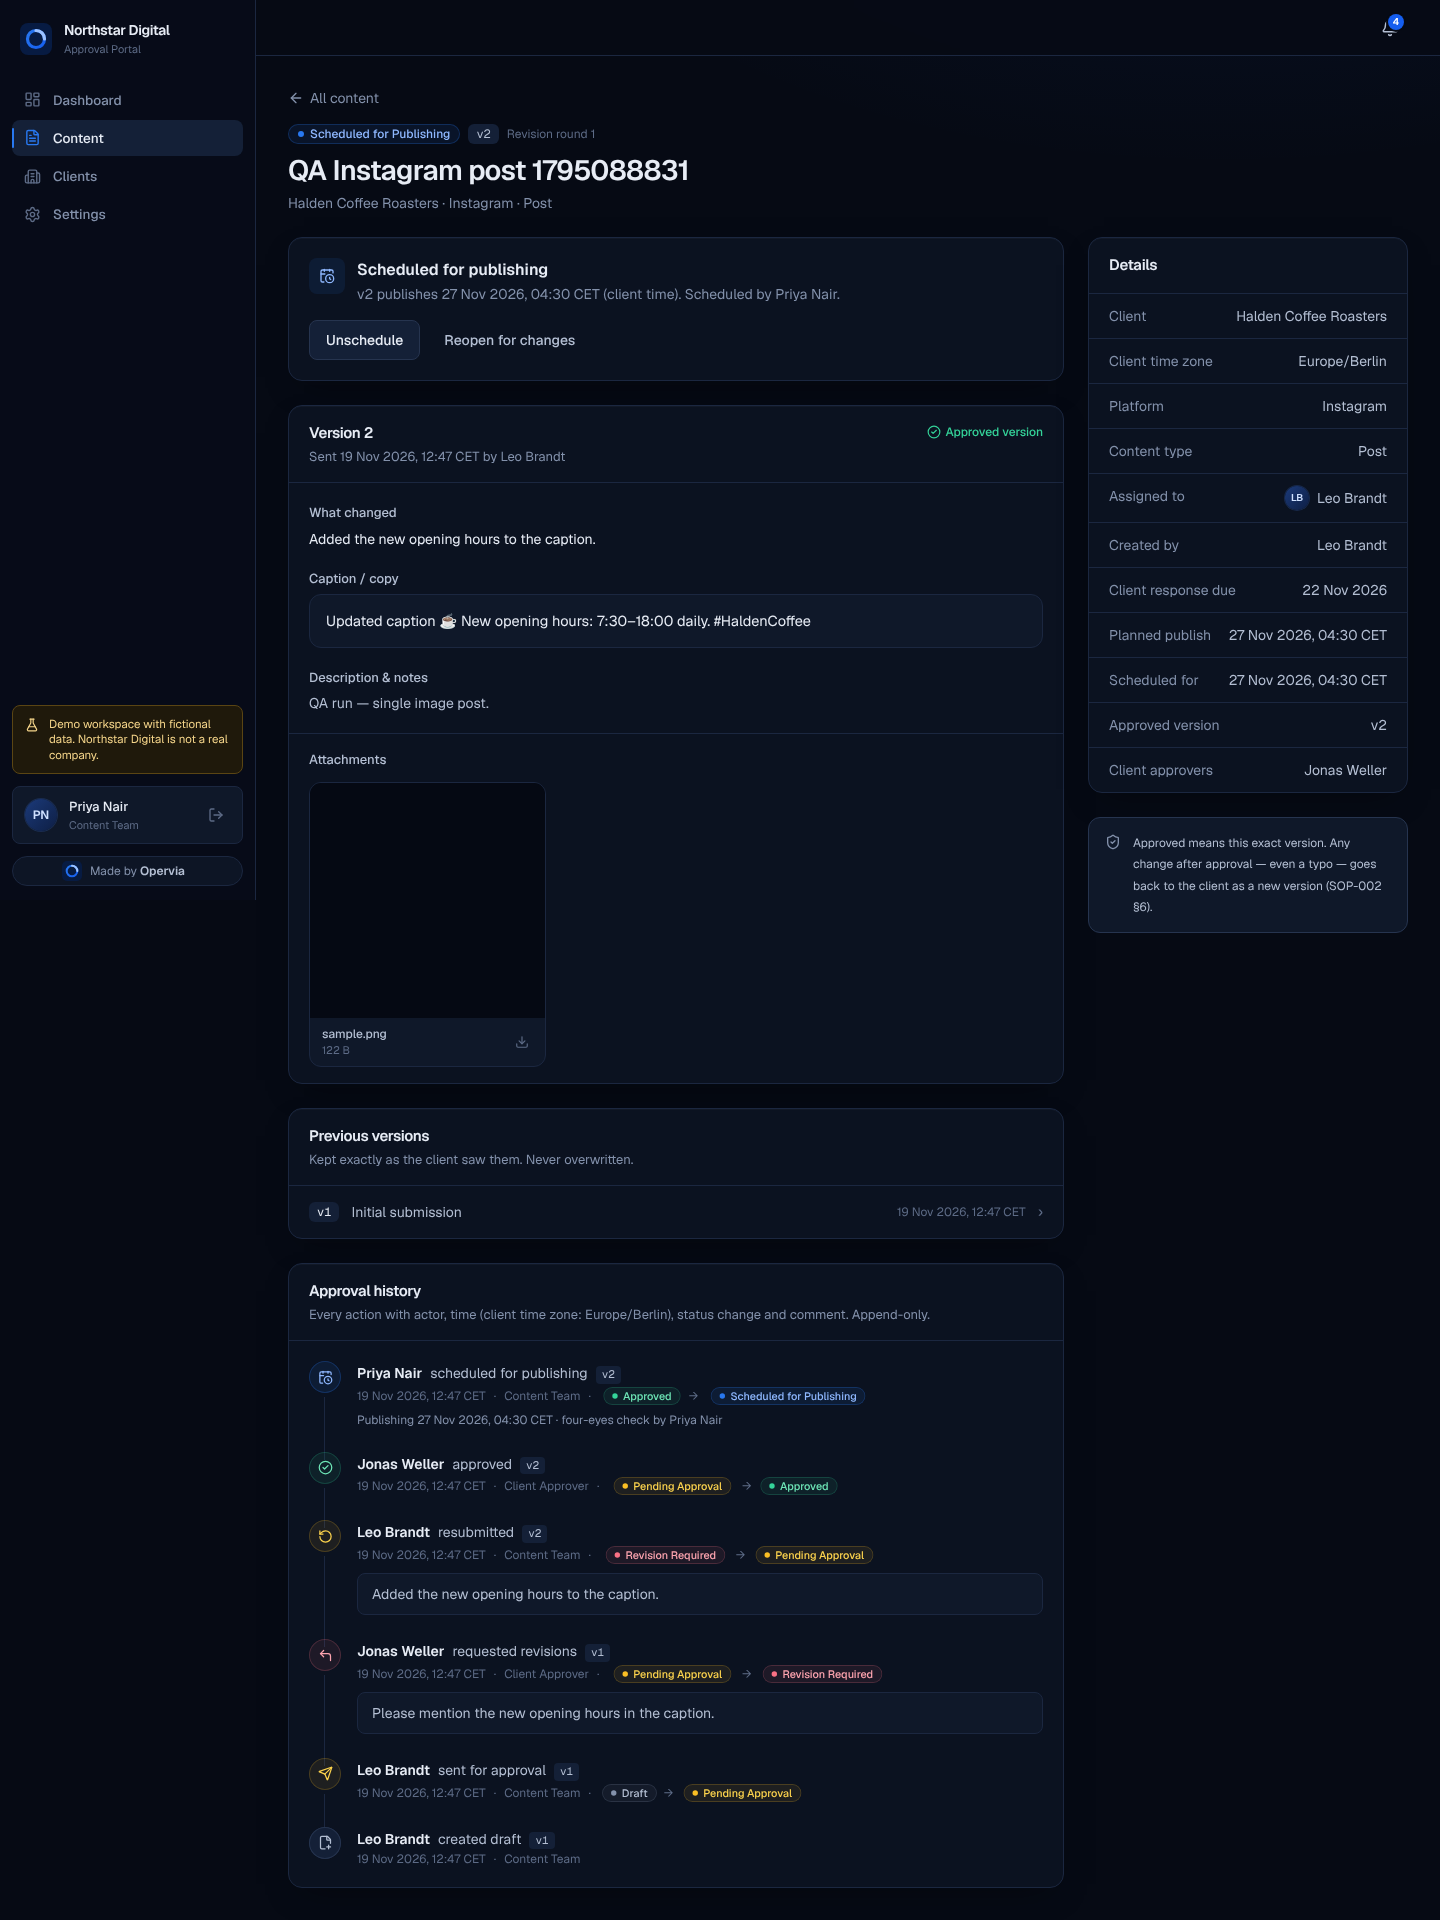 Northstar Digital
Approval Portal
Dashboard
Content
Clients
Settings
Demo workspace with fictional
data. Northstar Digital is not a real
company.
PN
Priya Nair
Content Team
Made by Opervia
4
All content
Scheduled for Publishing v2 Revision round 1
QA Instagram post 1795088831
Halden Coffee Roasters · Instagram · Post
Scheduled for publishing
v2 publishes 27 Nov 2026, 04:30 CET (client time). Scheduled by Priya Nair.
Unschedule Reopen for changes
Version 2
Approved version
Sent 19 Nov 2026, 12:47 CET by Leo Brandt
What changed
Added the new opening hours to the caption.
Caption / copy
Updated caption ☕ New opening hours: 7:30–18:00 daily. #HaldenCoffee
Description & notes
QA run — single image post.
Attachments
sample.png
122 B
Previous versions
Kept exactly as the client saw them. Never overwritten.
v1 Initial submission 19 Nov 2026, 12:47 CET
Approval history
Every action with actor, time (client time zone: Europe/Berlin), status change and comment. Append-only.
Priya Nair scheduled for publishing v2
19 Nov 2026, 12:47 CET · Content Team · Approved → Scheduled for Publishing
Publishing 27 Nov 2026, 04:30 CET · four-eyes check by Priya Nair
Jonas Weller approved v2
19 Nov 2026, 12:47 CET · Client Approver · Pending Approval → Approved
Leo Brandt resubmitted v2
19 Nov 2026, 12:47 CET · Content Team · Revision Required → Pending Approval
Added the new opening hours to the caption.
Jonas Weller requested revisions v1
19 Nov 2026, 12:47 CET · Client Approver · Pending Approval → Revision Required
Please mention the new opening hours in the caption.
Leo Brandt sent for approval v1
19 Nov 2026, 12:47 CET · Content Team · Draft → Pending Approval
Leo Brandt created draft v1
19 Nov 2026, 12:47 CET · Content Team
Details
Client Halden Coffee Roasters
Client time zone Europe/Berlin
Platform Instagram
Content type Post
Assigned to LB Leo Brandt
Created by Leo Brandt
Client response due 22 Nov 2026
Planned publish 27 Nov 2026, 04:30 CET
Scheduled for 27 Nov 2026, 04:30 CET
Approved version v2
Client approvers Jonas Weller
Approved means this exact version. Any
change after approval — even a typo — goes
back to the client as a new version (SOP-002
§6).